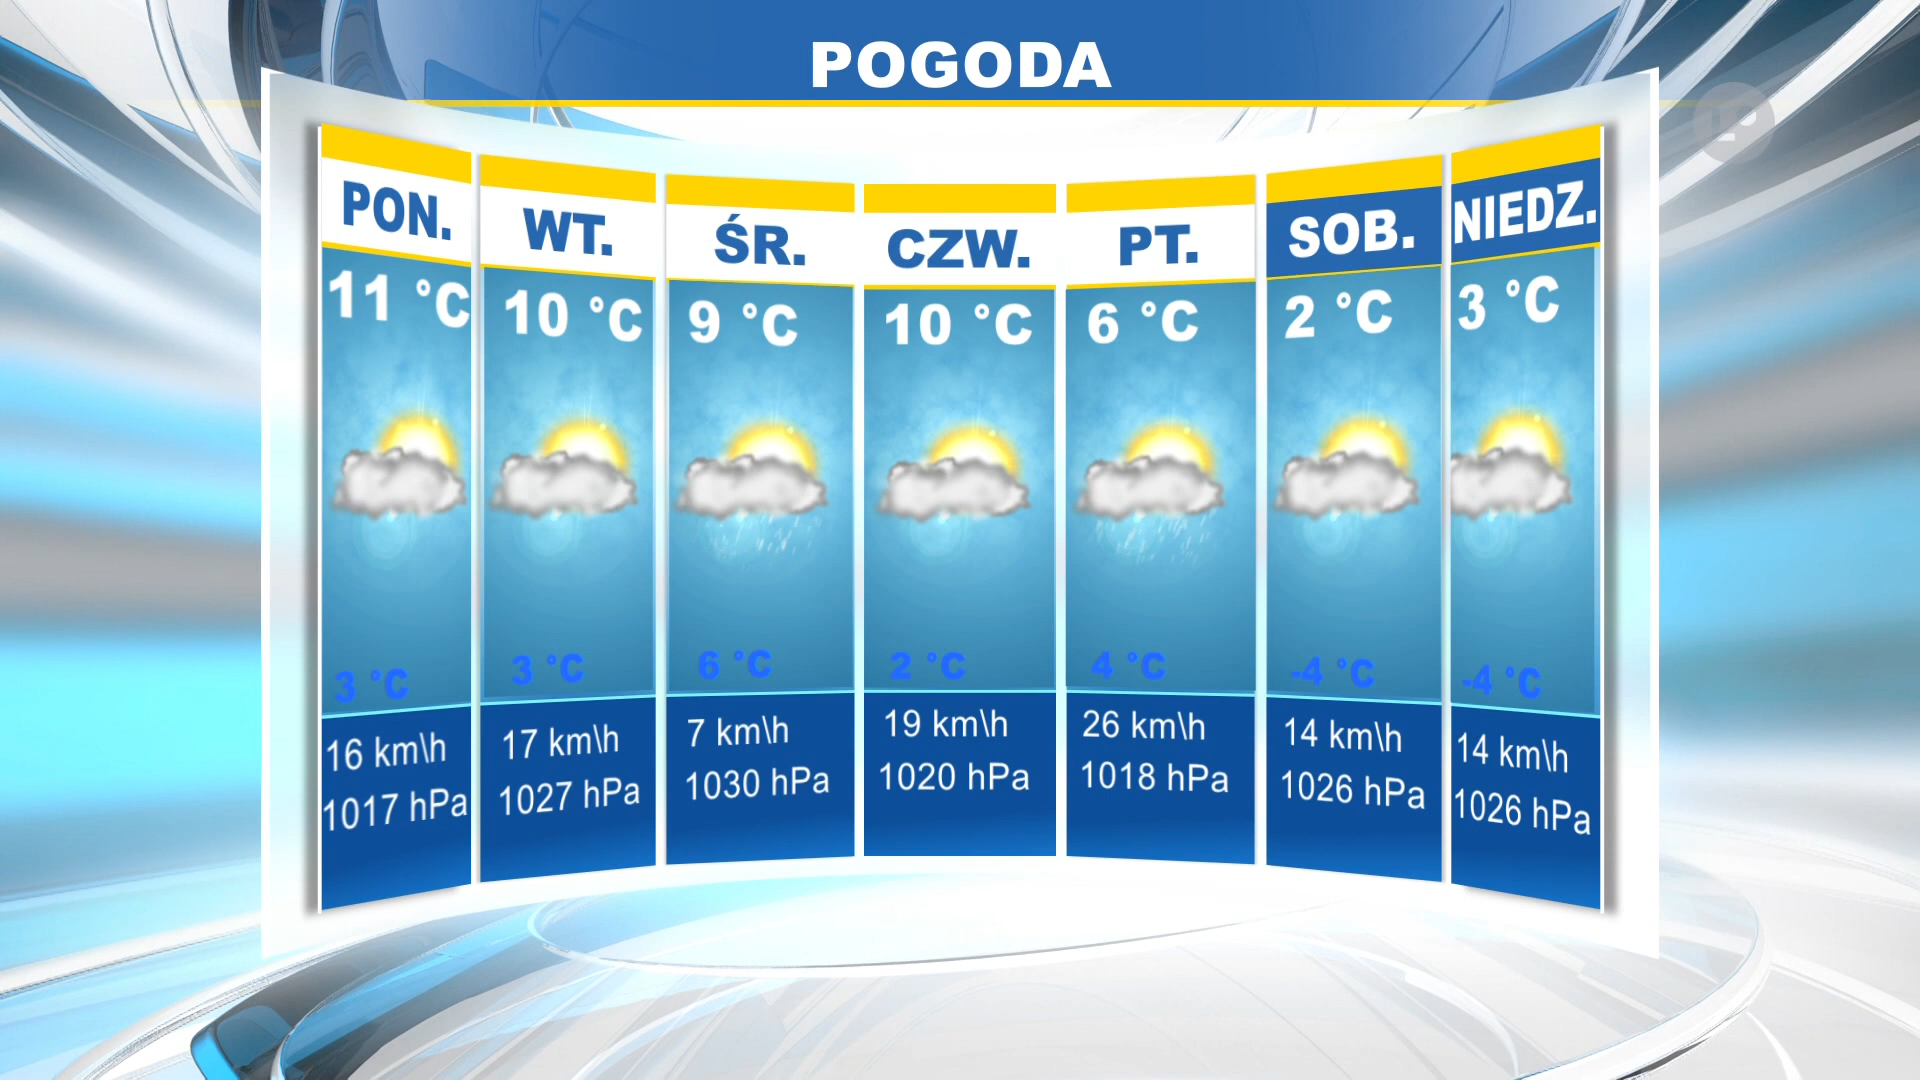 POGODA
PON.
11 °C
3 °C
16 km\h
1017 hPa
WT.
10 °C
3 °C
17 km\h
1027 hPa
ŚR.
9 °C
6 °C
7 km\h
1030 hPa
CZW.
10 °C
2 °C
19 km\h
1020 hPa
PT.
6 °C
4 °C
26 km\h
1018 hPa
SOB.
2 °C
-4 °C
14 km\h
1026 hPa
NIEDZ.
3 °C
-4 °C
14 km\h
1026 hPa